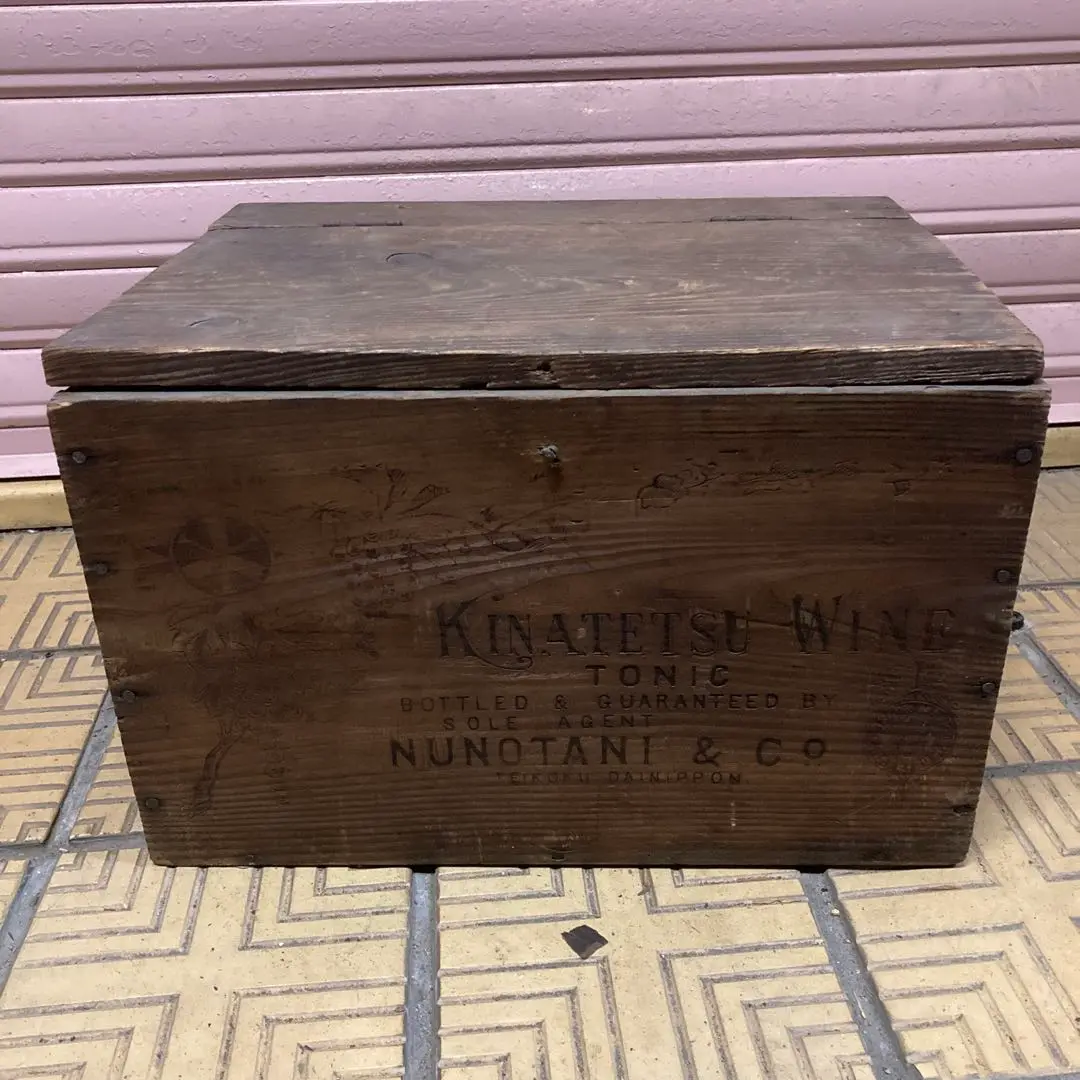 KINATETSU WINE
TONIC
BOTTLED & GUARANTEED BY
SOLE AGENT
NUNOTANI & Co
TEIKOKU DAINIPPON